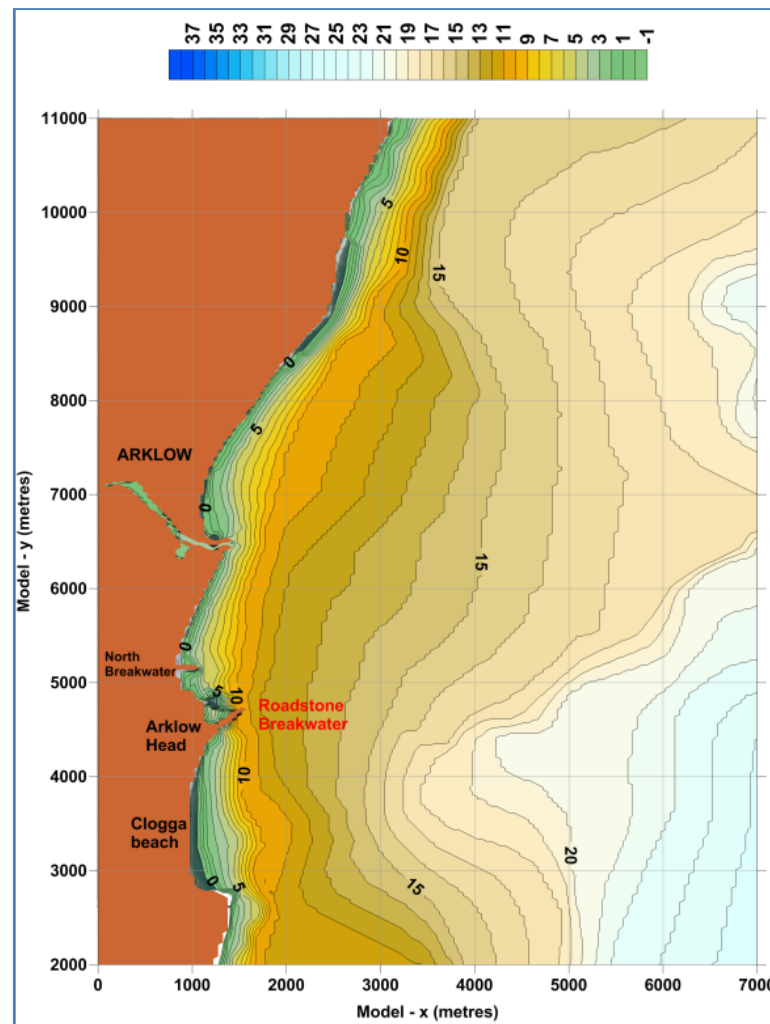 37 35 33 31 29 27 25 23 21 19 17 15 13 11 9 7 5 3 1 -1
11000
10000
9000
8000
7000
6000
5000
4000
3000
2000
Model - y (metres)
5
10
15
0
5
ARKLOW
0
15
0
North
Breakwater
5
10
Roadstone
Breakwater
Arklow
Head
10
Clogga
beach
20
0
5
15
0 1000 2000 3000 4000 5000 6000 7000
Model - x (metres)